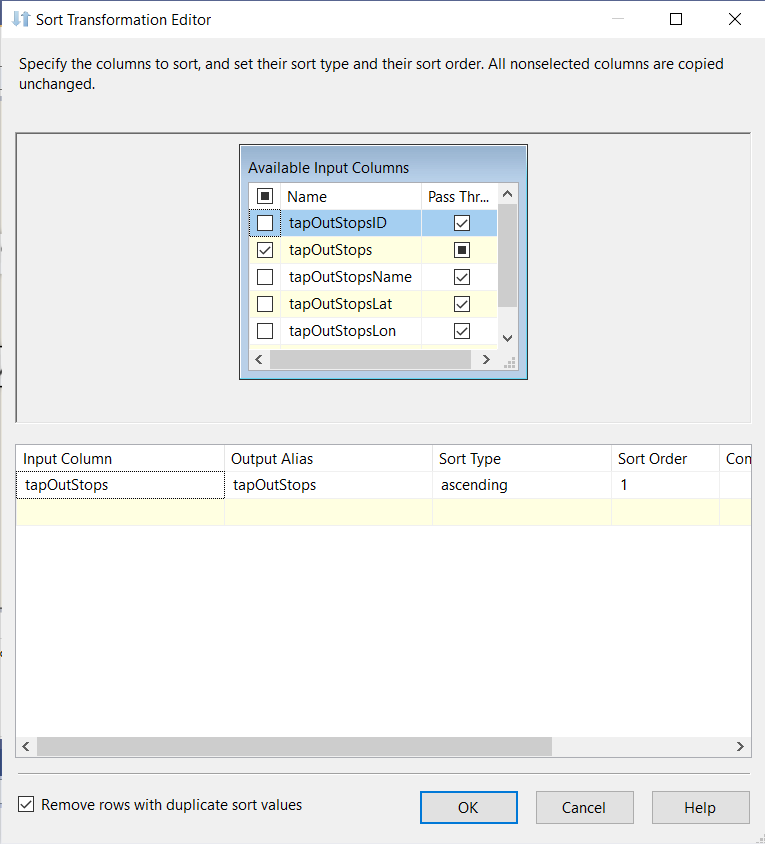 Sort Transformation Editor
Specify the columns to sort, and set their sort type and their sort order. All nonselected columns are copied
unchanged.
Available Input Columns
Name Pass Thr...
tapOutStopsID
tapOutStops
tapOutStopsName
tapOutStopsLat
tapOutStopsLon
Input Column Output Alias Sort Type Sort Order Con
tapOutStops tapOutStops ascending 1
Remove rows with duplicate sort values OK Cancel Help